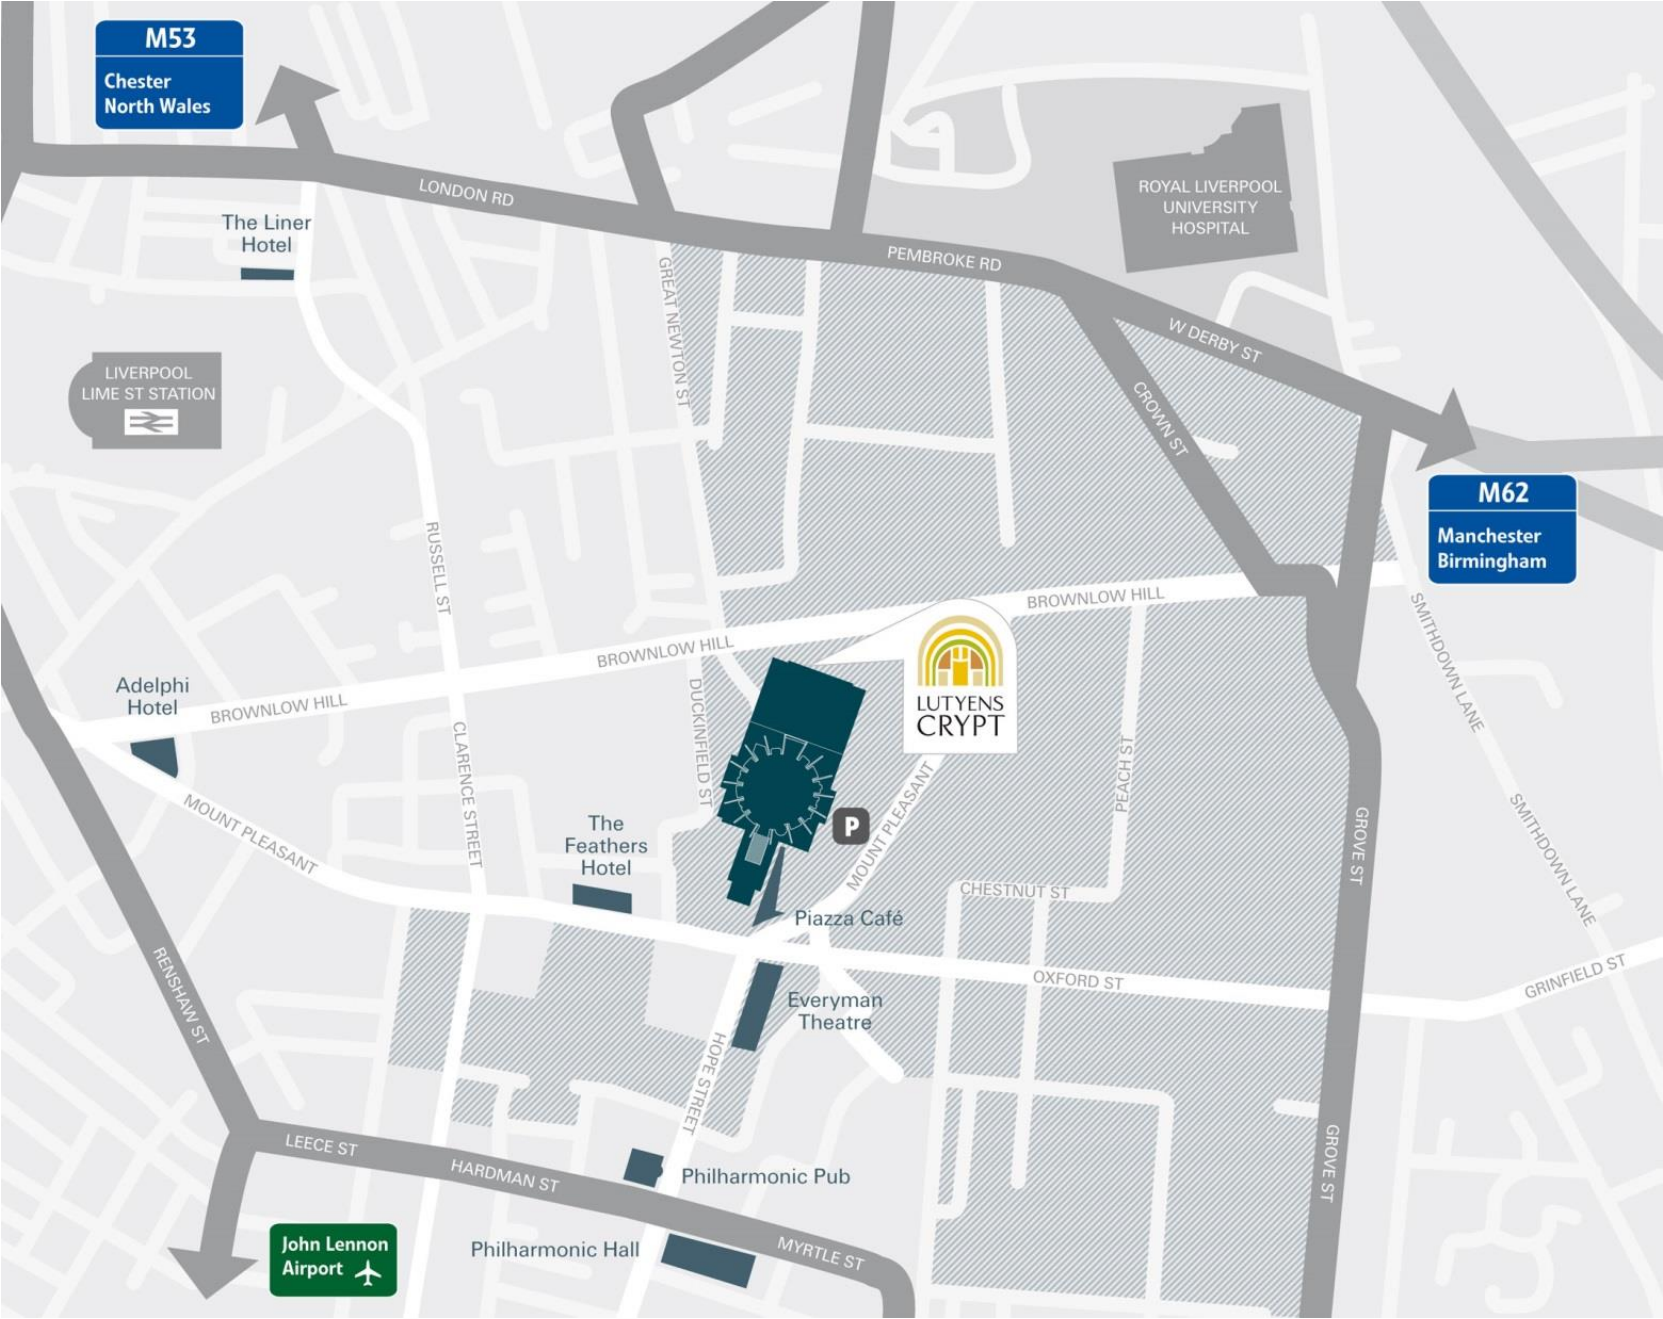 M53
Chester
North Wales
LONDON RD
ROYAL LIVERPOOL
UNIVERSITY
HOSPITAL
The Liner
Hotel
PEMBROKE RD
GREAT NEWTON ST
W DERBY ST
LIVERPOOL
LIME ST STATION
CROWN ST
M62
Manchester
Birmingham
RUSSELL ST
BROWNLOW HILL
BROWNLOW HILL
BROWNLOW HILL
SMITHDOWN LANE
LUTYENS
CRYPT
Adelphi
Hotel
DUCKINFIELD ST
CLARENCE STREET
PEACH ST
MOUNT PLEASANT
MOUNT PLEASANT
P
The
Feathers
Hotel
GROVE ST
SMITHDOWN LANE
CHESTNUT ST
Piazza Café
RENSHAW ST
OXFORD ST
GRINFIELD ST
Everyman
Theatre
HOPE STREET
LEECE ST
HARDMAN ST
Philharmonic Pub
GROVE ST
John Lennon
Airport
Philharmonic Hall
MYRTLE ST